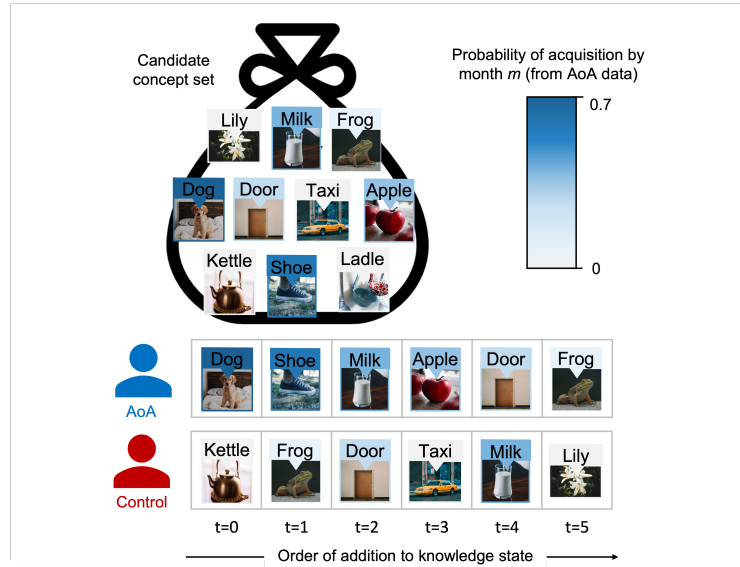 Candidate
concept set
Probability of acquisition by
month m (from AoA data)
0.7
0
Lily Milk Frog
Dog Door Taxi Apple
Kettle Shoe Ladle
AoA
Dog Shoe Milk Apple Door Frog
Control
Kettle Frog Door Taxi Milk Lily
t=0 t=1 t=2 t=3 t=4 t=5
Order of addition to knowledge state